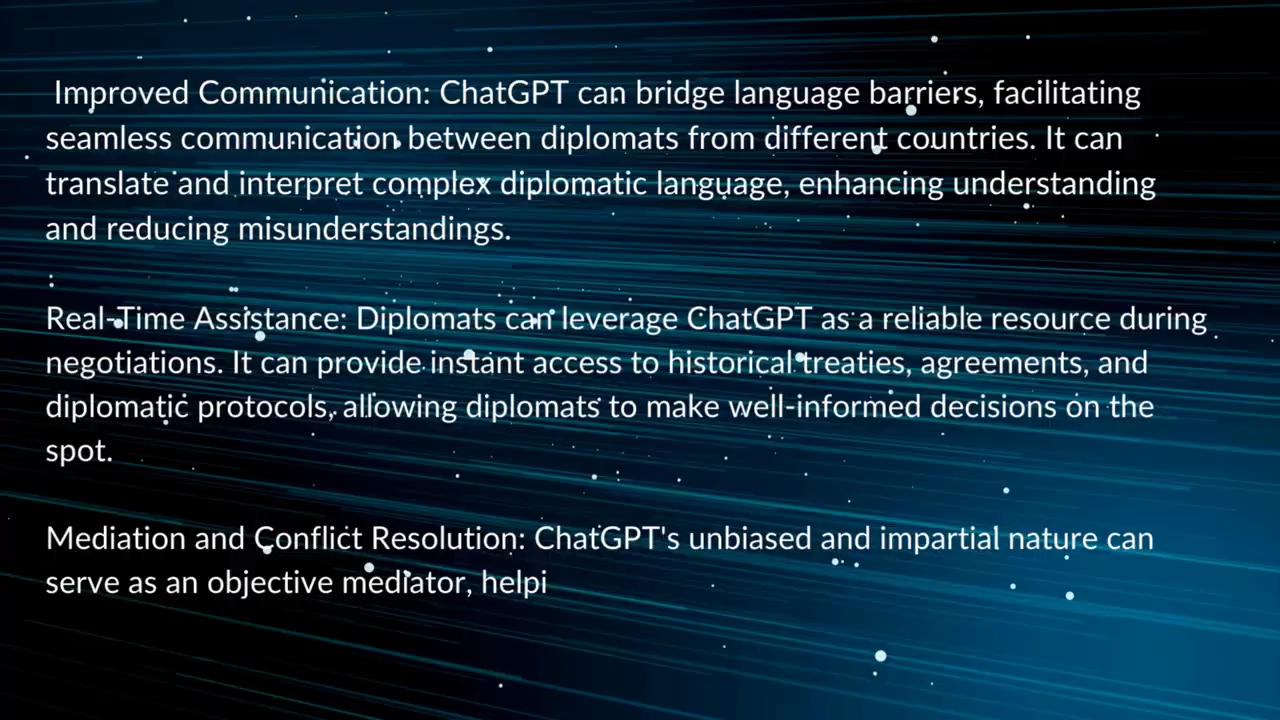 Improved Communication: ChatGPT can bridge language barriers, facilitating
seamless communication between diplomats from different countries. It can
translate and interpret complex diplomatic language, enhancing understanding
and reducing misunderstandings.
Real-Time Assistance: Diplomats can leverage ChatGPT as a reliable resource during
negotiations. It can provide instant access to historical treaties, agreements, and
diplomatic protocols, allowing diplomats to make well-informed decisions on the
spot.
Mediation and Conflict Resolution: ChatGPT's unbiased and impartial nature can
serve as an objective mediator, helpi